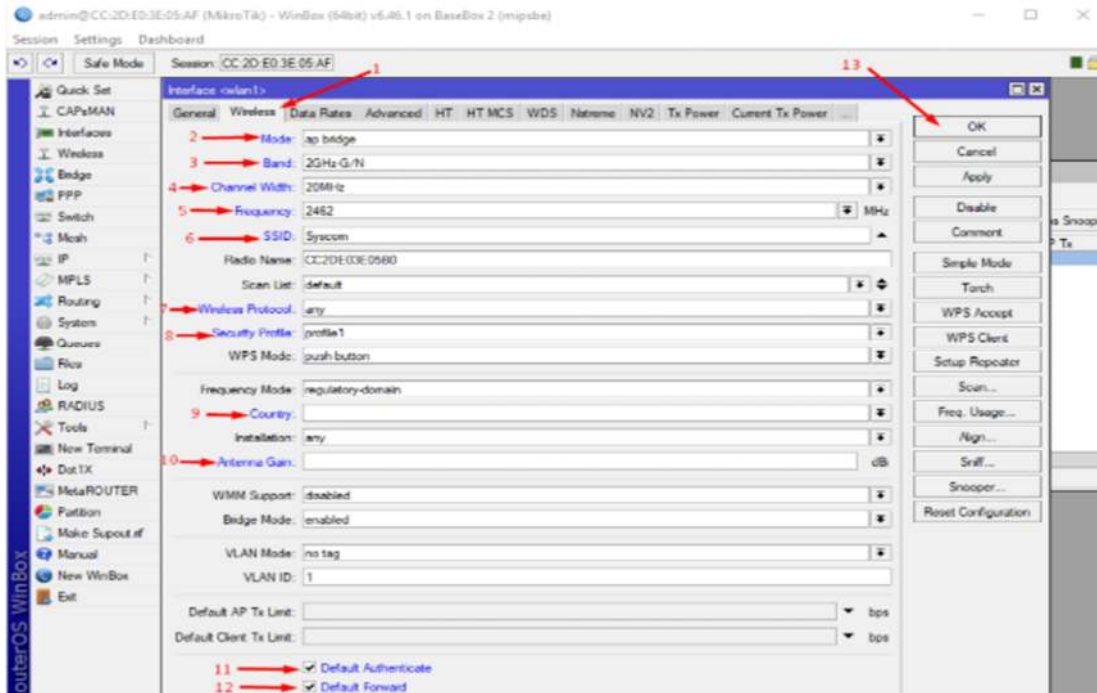 admin@CC:2D:E0:3E:05:AF (MikroTik) - WinBox (64bit) v6.46.1 on BaseBox 2 (mipsbe)
Session Settings Dashboard
Safe Mode Session: CC:2D:E0:3E:05:AF
1
13
Quick Set
CAPsMAN
Interfaces
Wireless
Bridge
PPP
Switch
Mesh
IP
MPLS
Routing
System
Queues
Files
Log
RADIUS
Tools
New Terminal
Dot1X
MetaROUTER
Partition
Make Supout.rif
Manual
New WinBox
Exit
RouterOS WinBox
Interface <wlan1>
General Wireless Data Rates Advanced HT HT MCS WDS Nstreme NV2 Tx Power Current Tx Power ...
2 Mode: ap bridge
3 Band: 2GHz-G/N
4 Channel Width: 20MHz
5 Frequency: 2462 MHz
6 SSID: Syscom
Radio Name: CC2DE03E05B0
Scan List: default
7 Wireless Protocol: any
8 Security Profile: profile1
WPS Mode: push button
Frequency Mode: regulatory-domain
9 Country:
Installation: any
10 Antenna Gain: dBi
WMM Support: disabled
Bridge Mode: enabled
VLAN Mode: no tag
VLAN ID: 1
Default AP Tx Limit: bps
Default Client Tx Limit: bps
11 Default Authenticate
12 Default Forward
OK
Cancel
Apply
Disable
Comment
Simple Mode
Torch
WPS Accept
WPS Client
Setup Repeater
Scan...
Freq. Usage...
Align...
Sniff...
Snooper...
Reset Configuration
Snoop
Tx